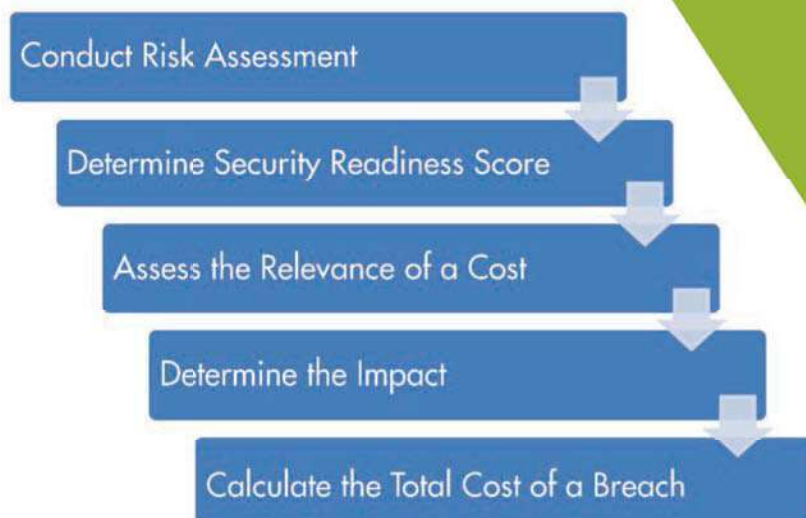 Conduct Risk Assessment
Determine Security Readiness Score
Assess the Relevance of a Cost
Determine the Impact
Calculate the Total Cost of a Breach